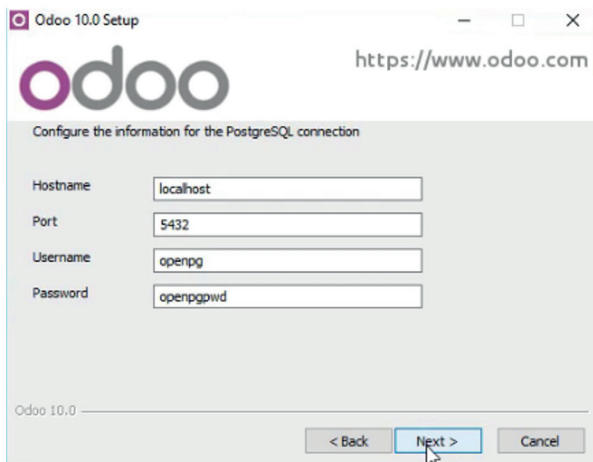 Odoo 10.0 Setup
https://www.odoo.com
odoo
Configure the information for the PostgreSQL connection
Hostname localhost
Port 5432
Username openpg
Password openpgpwd
Odoo 10.0
< Back Next > Cancel